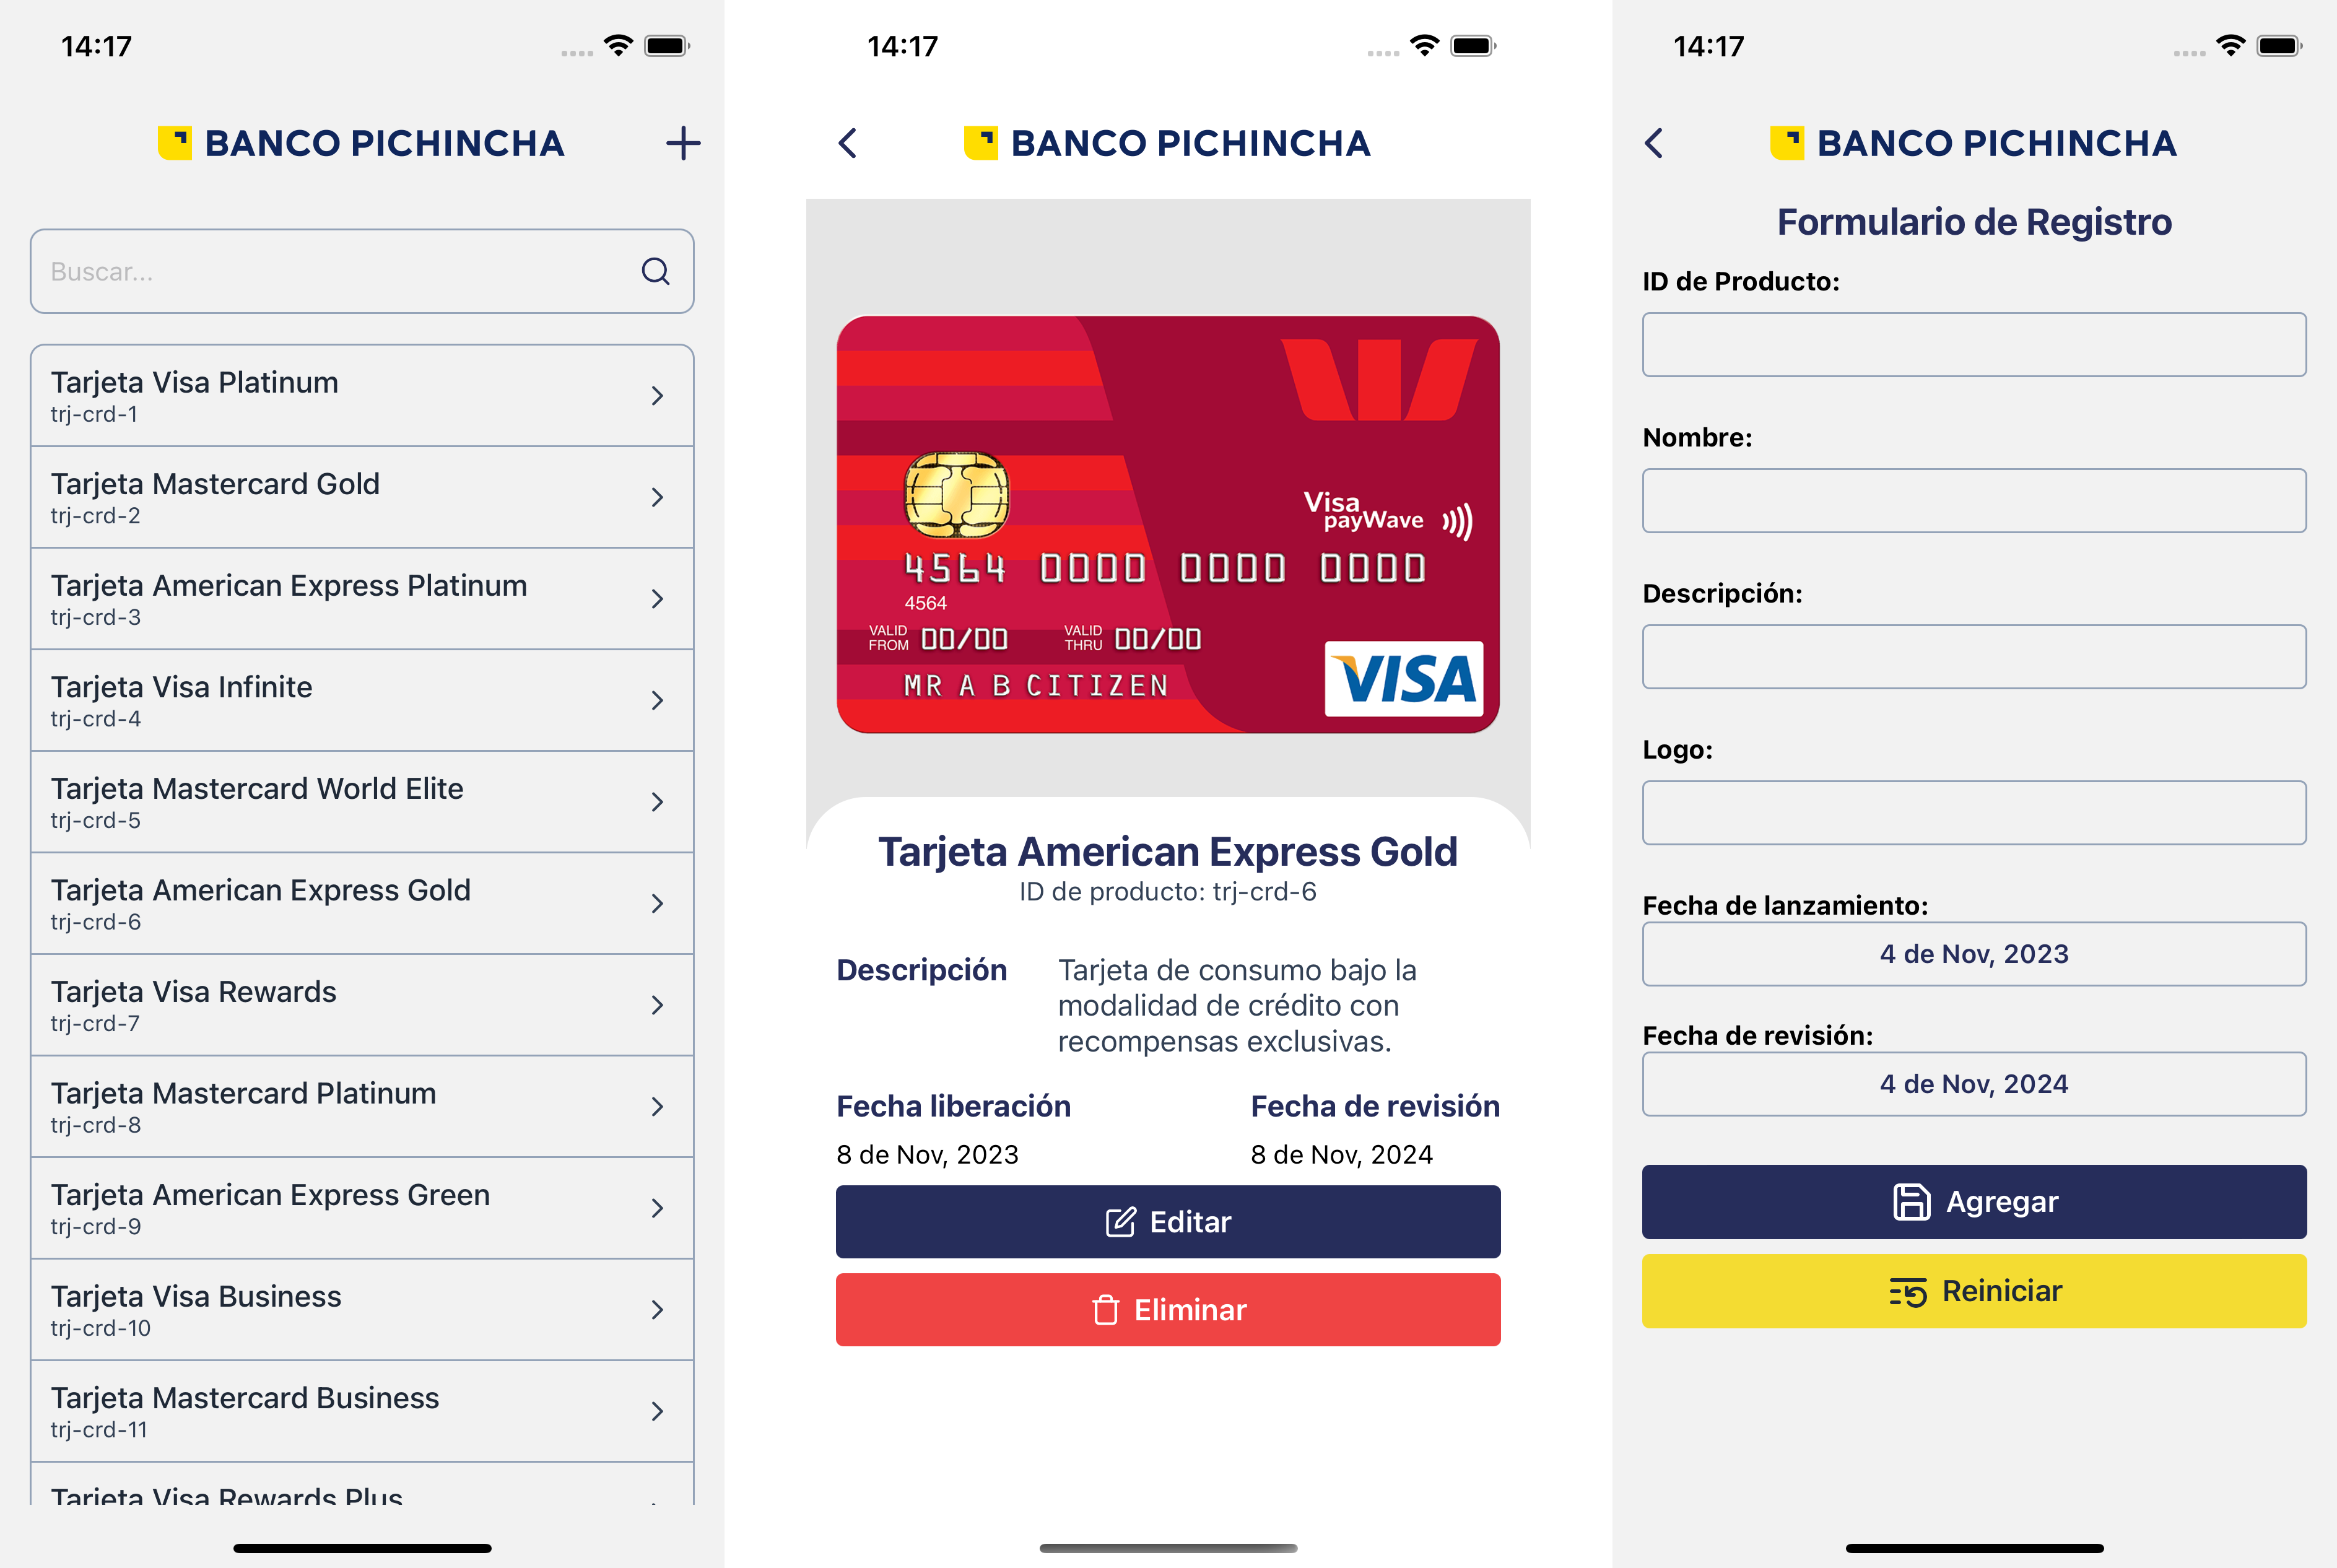 14:17
BANCO PICHINCHA
Buscar...
Tarjeta Visa Platinum
trj-crd-1
Tarjeta Mastercard Gold
trj-crd-2
Tarjeta American Express Platinum
trj-crd-3
Tarjeta Visa Infinite
trj-crd-4
Tarjeta Mastercard World Elite
trj-crd-5
Tarjeta American Express Gold
trj-crd-6
Tarjeta Visa Rewards
trj-crd-7
Tarjeta Mastercard Platinum
trj-crd-8
Tarjeta American Express Green
trj-crd-9
Tarjeta Visa Business
trj-crd-10
Tarjeta Mastercard Business
trj-crd-11
Tarjeta Visa Rewards Plus
14:17
BANCO PICHINCHA
Visa
payWave
4564 0000 0000 0000
4564
VALID FROM 00/00 VALID THRU 00/00
MR A B CITIZEN
VISA
Tarjeta American Express Gold
ID de producto: trj-crd-6
Descripción
Tarjeta de consumo bajo la
modalidad de crédito con
recompensas exclusivas.
Fecha liberación
8 de Nov, 2023
Fecha de revisión
8 de Nov, 2024
Editar
Eliminar
14:17
BANCO PICHINCHA
Formulario de Registro
ID de Producto:
Nombre:
Descripción:
Logo:
Fecha de lanzamiento:
4 de Nov, 2023
Fecha de revisión:
4 de Nov, 2024
Agregar
Reiniciar